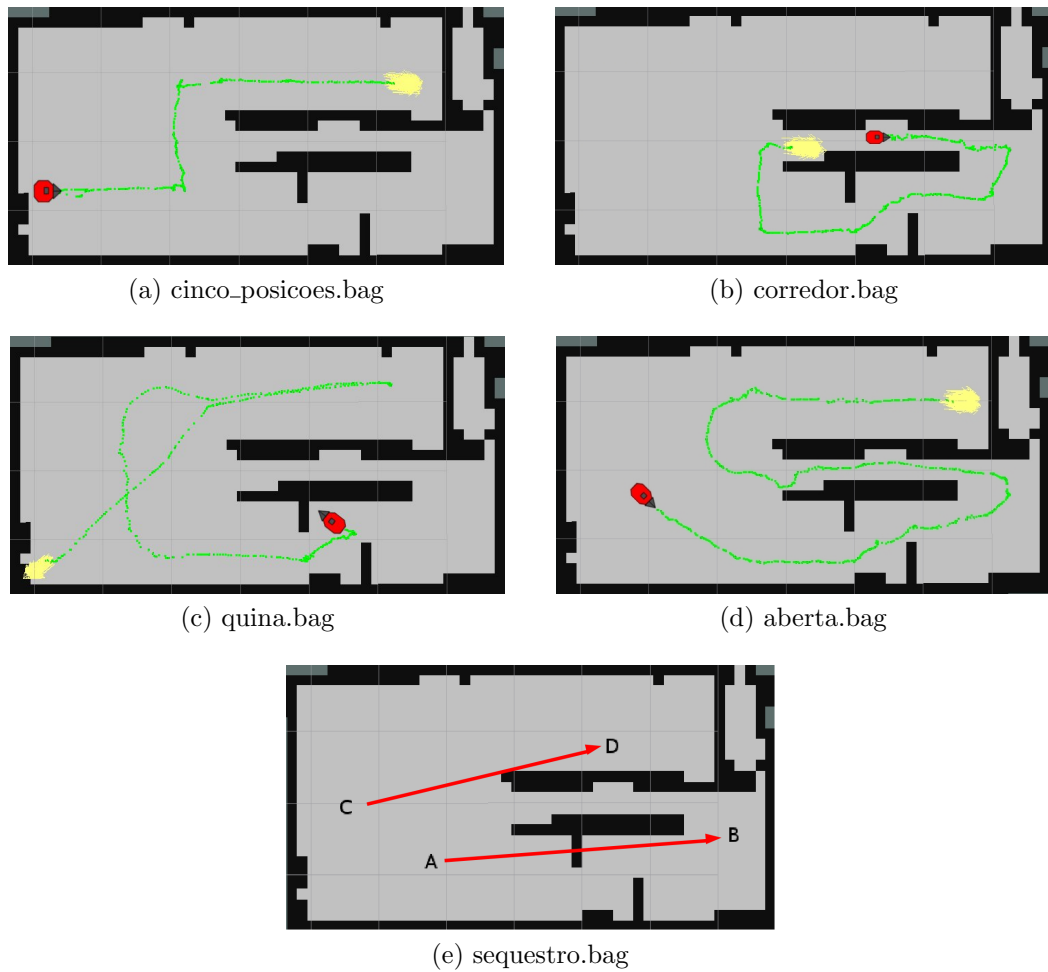 (a) cinco_posicoes.bag
(b) corredor.bag
(c) quina.bag
(d) aberta.bag
D
C
B
A
(e) sequestro.bag